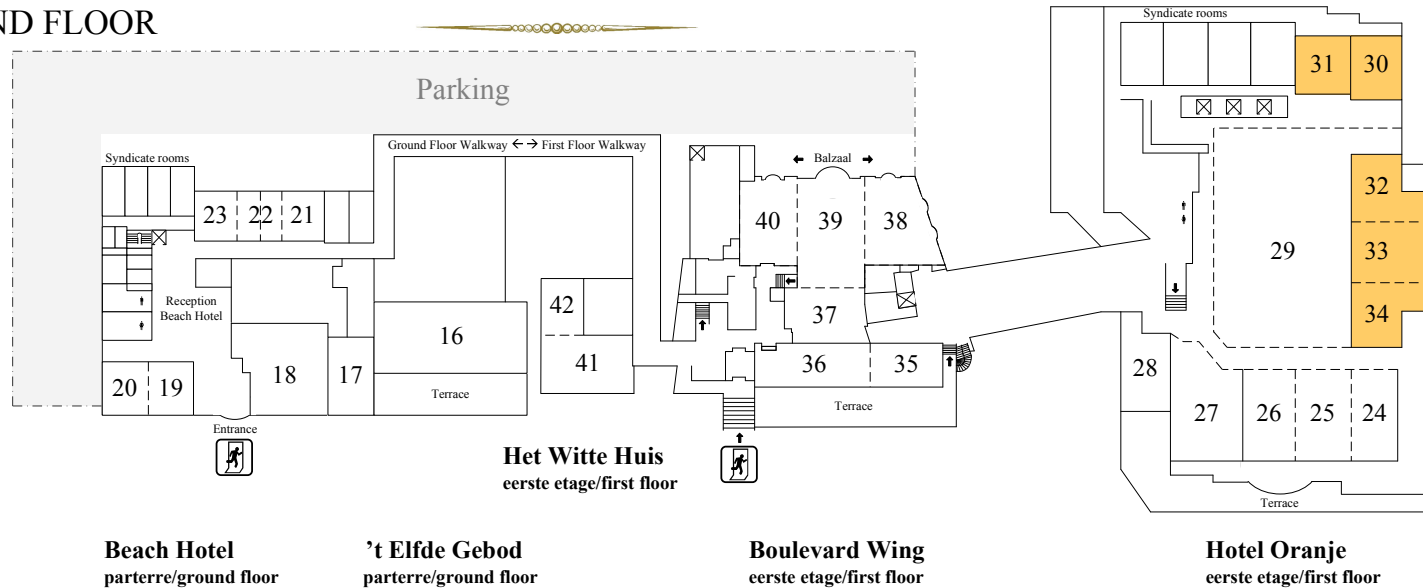 ND FLOOR
Parking
Syndicate rooms
31 30
Ground Floor Walkway ← → First Floor Walkway
Balzaal
Syndicate rooms
23 22 21
40 39 38
32
29
33
34
Reception
Beach Hotel
42
37
16
41
36 35
20 19 18 17
28
Terrace
Terrace
27 26 25 24
Entrance
Terrace
Het Witte Huis
eerste etage/first floor
Beach Hotel
parterre/ground floor
’t Elfde Gebod
parterre/ground floor
Boulevard Wing
eerste etage/first floor
Hotel Oranje
eerste etage/first floor